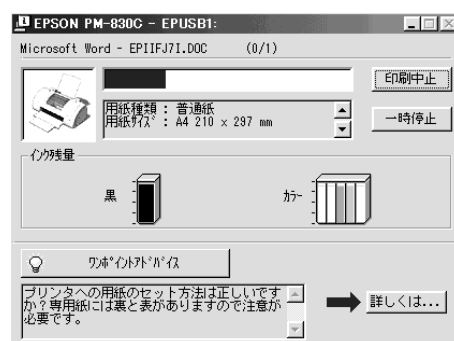 EPSON PM-830C - EPUSB1:
Microsoft Word - EPIIFJ7I.DOC (0/1)
印刷中止
用紙種類 : 普通紙
用紙ｻｲｽﾞ : A4 210 x 297 mm
一時停止
ｲﾝｸ残量
黒
ｶﾗｰ
ﾜﾝﾎﾟｲﾝﾄｱﾄﾞﾊﾞｲｽ
プリンタへの用紙のセット方法は正しいです
か？専用紙には裏と表がありますので注意が
必要です。
詳しくは...